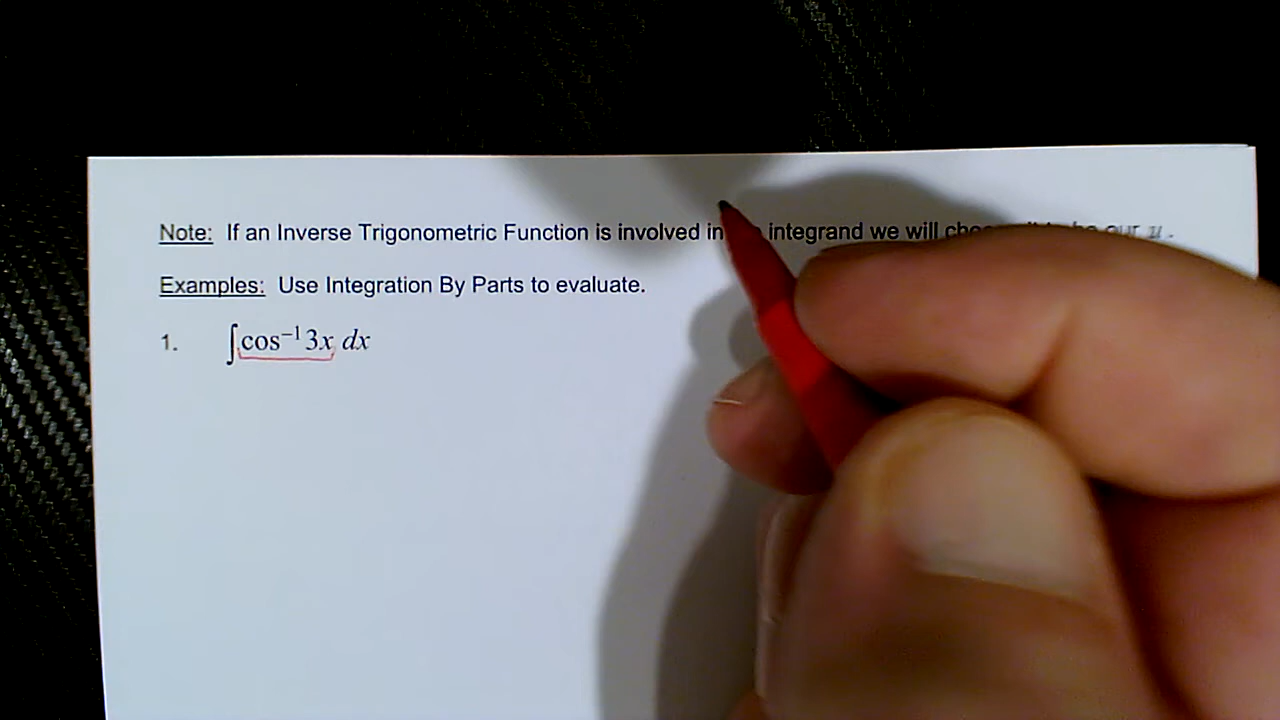 Note: If an Inverse Trigonometric Function is involved in integrand we will our u.
Examples: Use Integration By Parts to evaluate.
1. ∫cos⁻¹3x dx